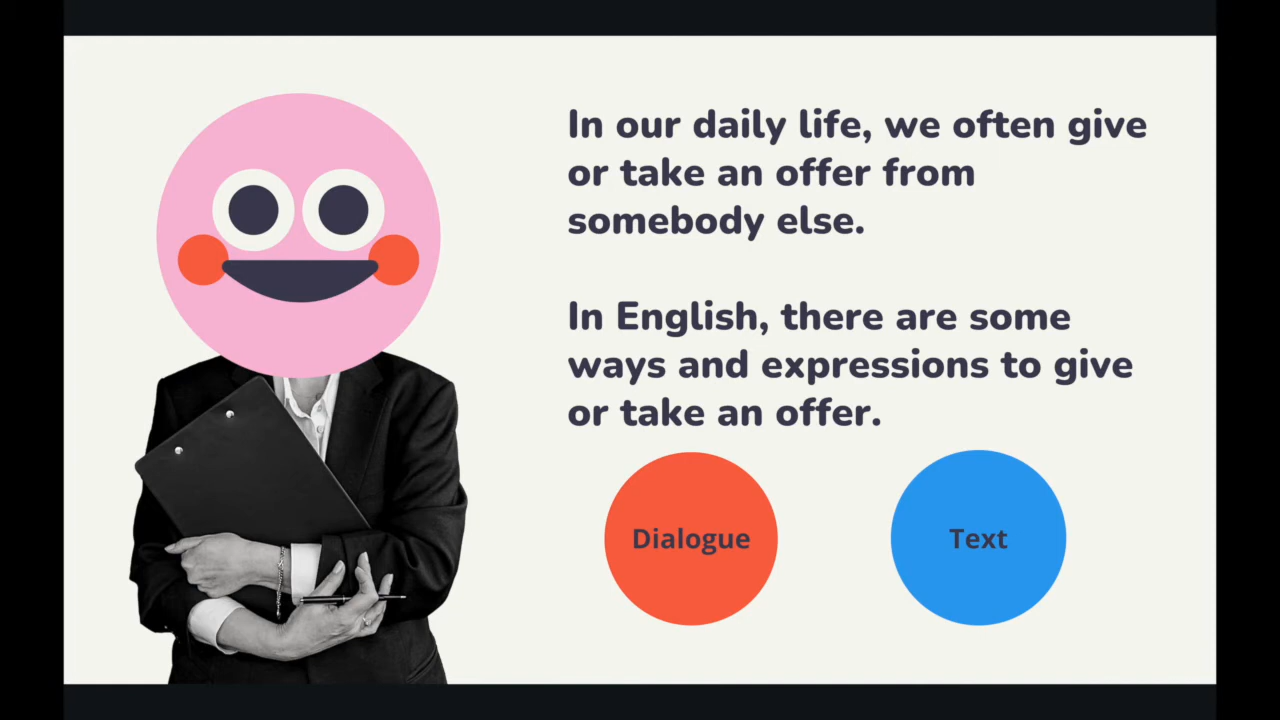 In our daily life, we often give
or take an offer from
somebody else.
In English, there are some
ways and expressions to give
or take an offer.
Dialogue
Text